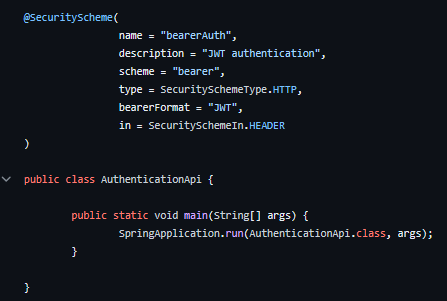 @SecurityScheme(
name = "bearerAuth",
description = "JWT authentication",
scheme = "bearer",
type = SecuritySchemeType.HTTP,
bearerFormat = "JWT",
in = SecuritySchemeIn.HEADER
)
public class AuthenticationApi {
public static void main(String[] args) {
SpringApplication.run(AuthenticationApi.class, args);
}
}